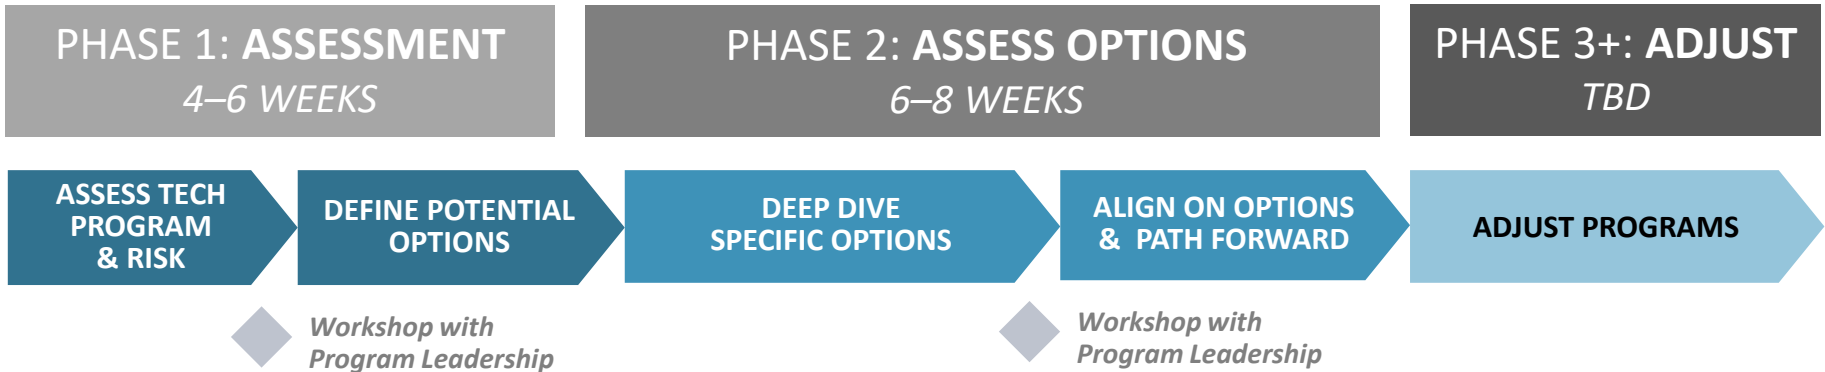 PHASE 1: ASSESSMENT
4–6 WEEKS
PHASE 2: ASSESS OPTIONS
6–8 WEEKS
PHASE 3+: ADJUST
TBD
ASSESS TECH
PROGRAM
& RISK
DEFINE POTENTIAL
OPTIONS
DEEP DIVE
SPECIFIC OPTIONS
ALIGN ON OPTIONS
& PATH FORWARD
ADJUST PROGRAMS
Workshop with
Program Leadership
Workshop with
Program Leadership